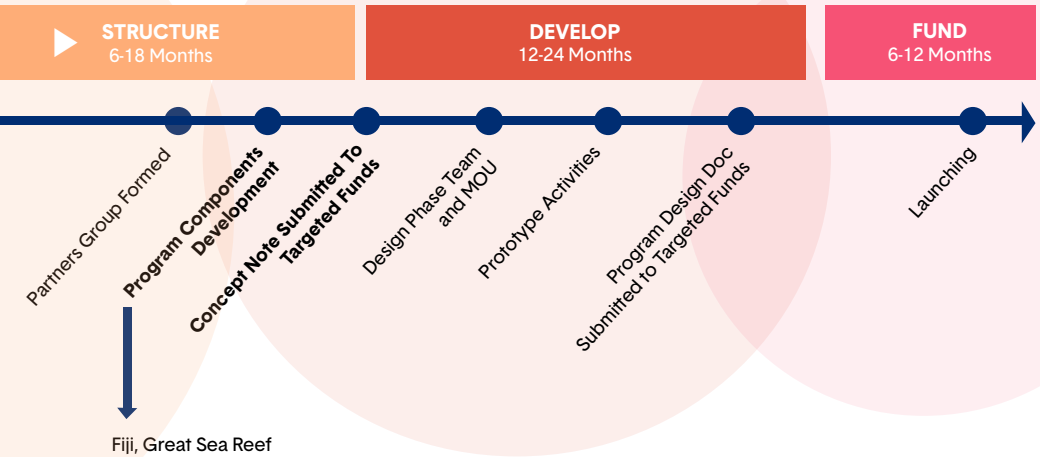 STRUCTURE
6-18 Months
DEVELOP
12-24 Months
FUND
6-12 Months
Partners Group Formed
Program Components
Development
Concept Note Submitted To
Targeted Funds
Design Phase Team
and MOU
Prototype Activities
Program Design Doc
Submitted to Targeted Funds
Launching
Fiji, Great Sea Reef